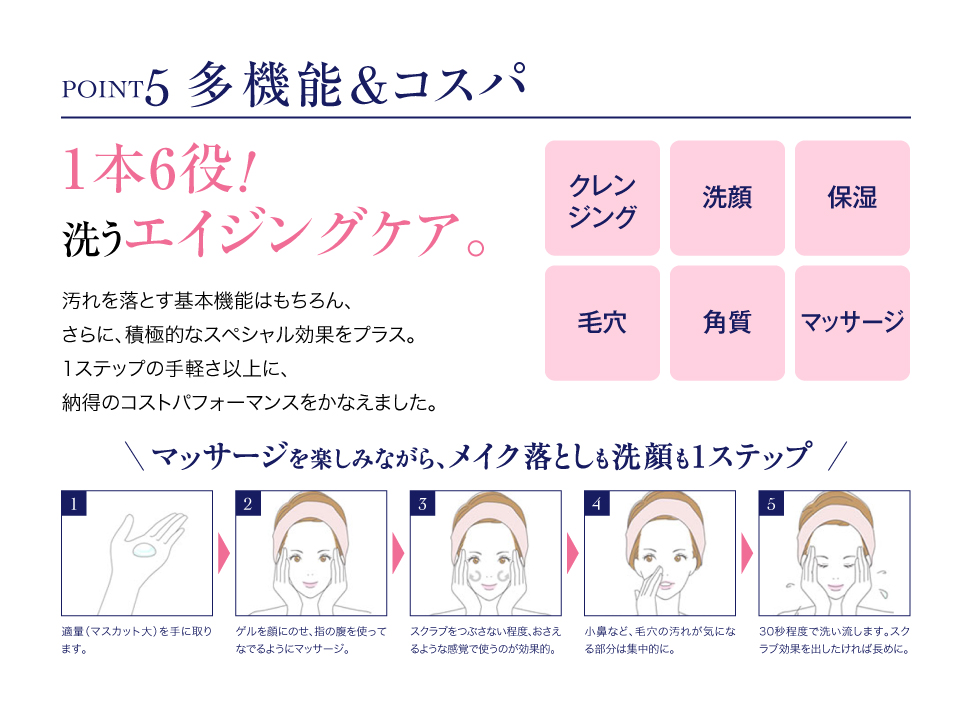 POINT5 多機能&コスパ
1本6役!
洗うエイジングケア。
汚れを落とす基本機能はもちろん、
さらに、積極的なスペシャル効果をプラス。
1ステップの手軽さ以上に、
納得のコストパフォーマンスをかなえました。
クレン
ジング
洗顔
保湿
毛穴
角質
マッサージ
\ マッサージを楽しみながら、メイク落としも洗顔も1ステップ /
1
適量(マスカット大)を手に取り
ます。
2
ゲルを顔にのせ、指の腹を使って
なでるようにマッサージ。
3
スクラブをつぶさない程度、おさえ
るような感覚で使うのが効果的。
4
小鼻など、毛穴の汚れが気にな
る部分は集中的に。
5
30秒程度で洗い流します。スク
ラブ効果を出したければ長めに。